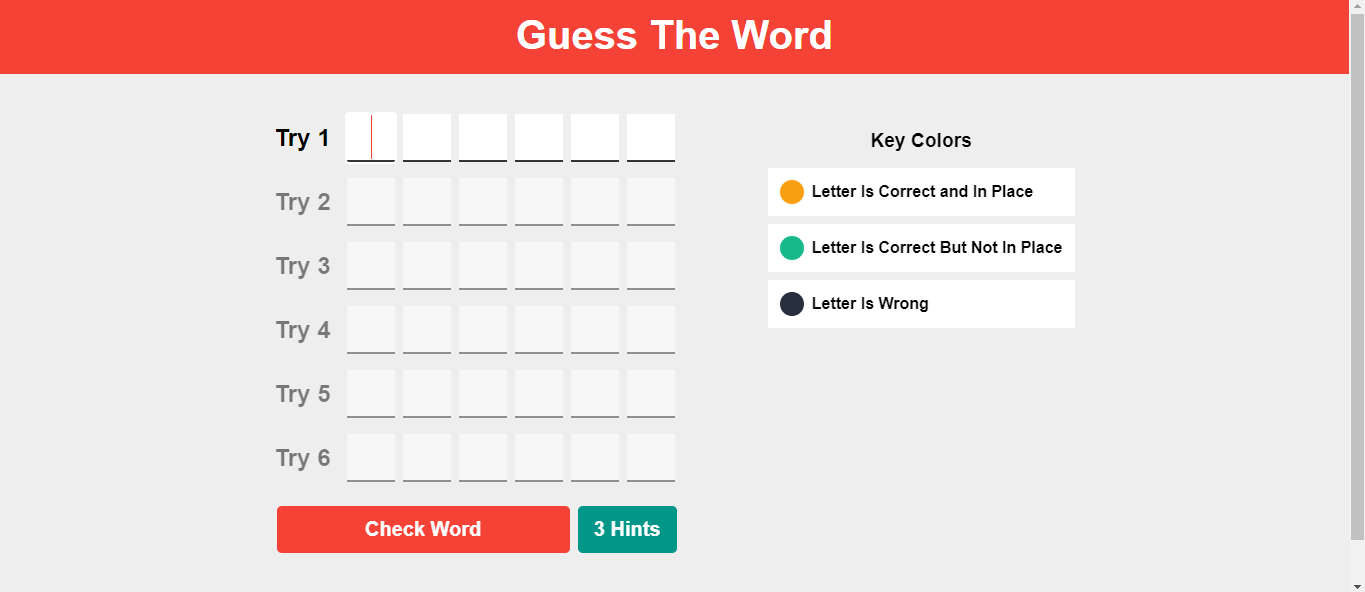 Guess The Word
Try 1
Try 2
Try 3
Try 4
Try 5
Try 6
Check Word
3 Hints
Key Colors
Letter Is Correct and In Place
Letter Is Correct But Not In Place
Letter Is Wrong